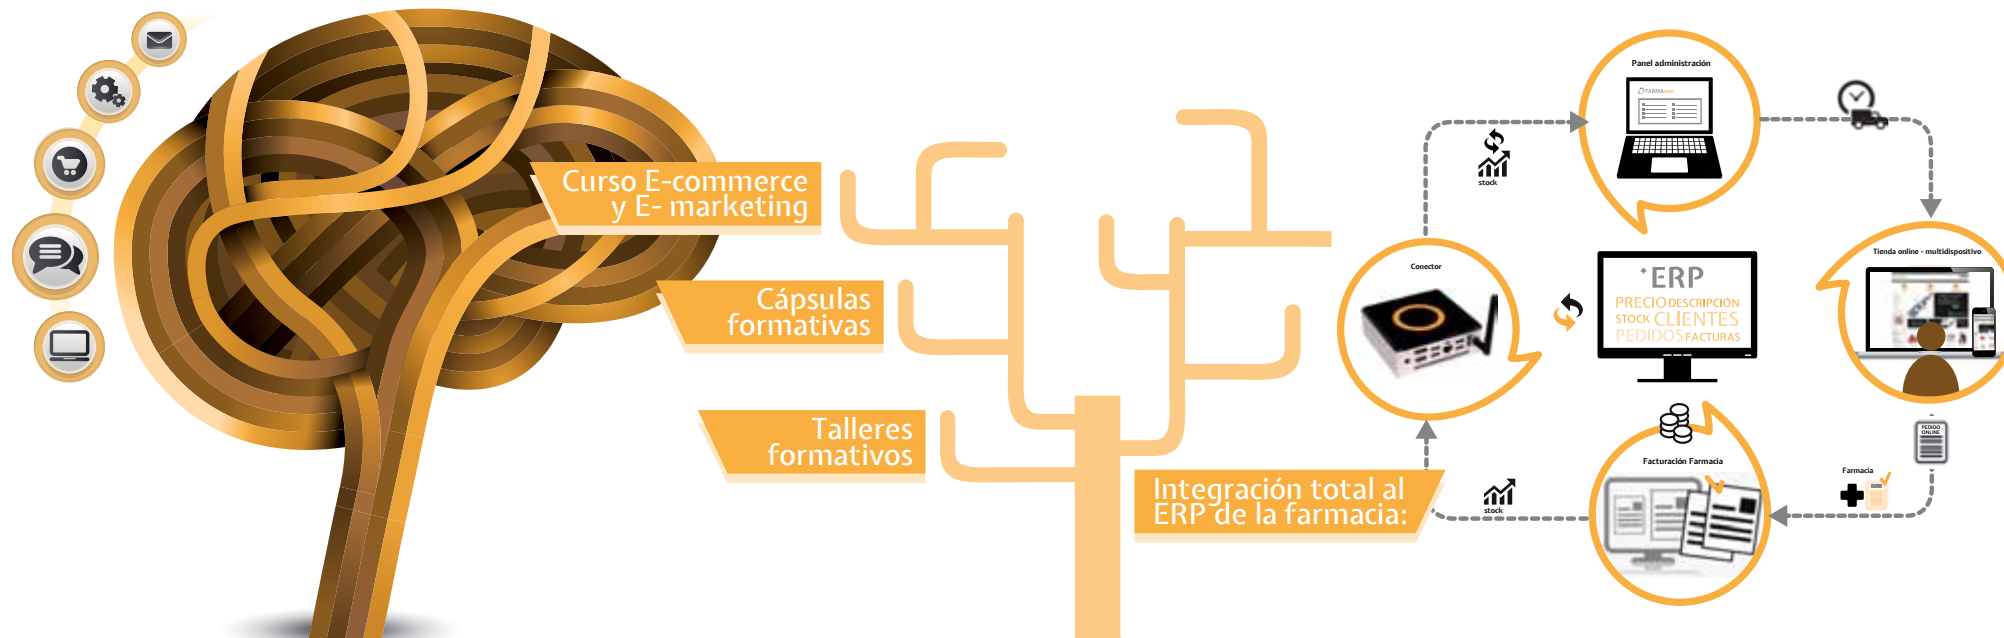 Curso E-commerce
y E- marketing
Cápsulas
formativas
Talleres
formativos
Integración total al
ERP de la farmacia:
Panel administración
FARMA
stock
Conector
ERP
PRECIO DESCRIPCIÓN
STOCK CLIENTES
PEDIDOS FACTURAS
Tienda online - multidispositivo
PEDIDO
ONLINE
Farmacia
Facturación Farmacia
stock